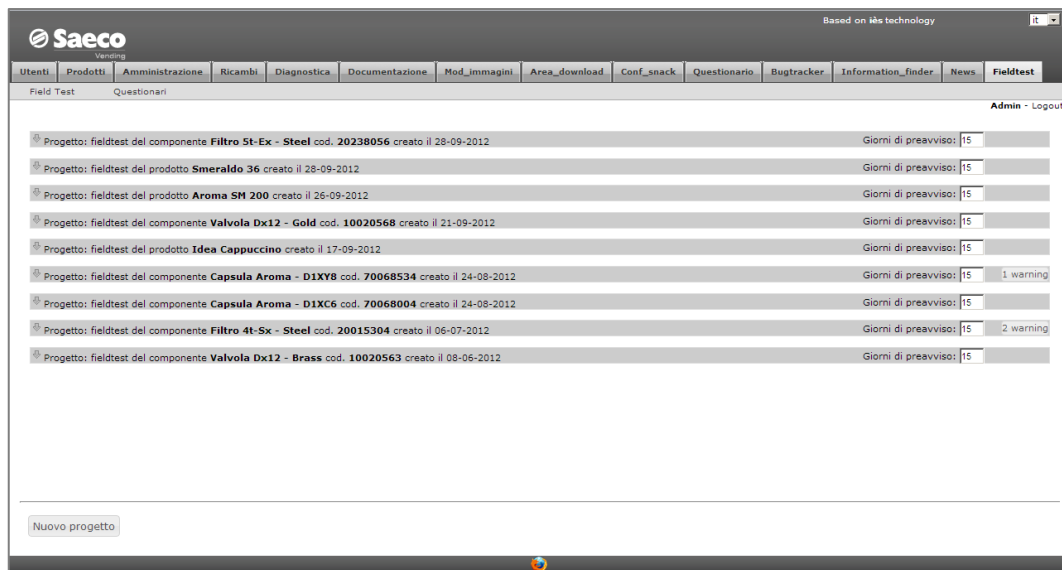 Based on iès technology
it
Saeco
Vending
Utenti Prodotti Amministrazione Ricambi Diagnostica Documentazione Mod_immagini Area_download Conf_snack Questionario Bugtracker Information_finder News Fieldtest
Field Test Questionari
Admin - Logout
Progetto: fieldtest del componente Filtro 5t-Ex - Steel cod. 20238056 creato il 28-09-2012 Giorni di preavviso: 15
Progetto: fieldtest del prodotto Smeraldo 36 creato il 28-09-2012 Giorni di preavviso: 15
Progetto: fieldtest del prodotto Aroma SM 200 creato il 26-09-2012 Giorni di preavviso: 15
Progetto: fieldtest del componente Valvola Dx12 - Gold cod. 10020568 creato il 21-09-2012 Giorni di preavviso: 15
Progetto: fieldtest del prodotto Idea Cappuccino creato il 17-09-2012 Giorni di preavviso: 15
Progetto: fieldtest del componente Capsula Aroma - D1XY8 cod. 70068534 creato il 24-08-2012 Giorni di preavviso: 15 1 warning
Progetto: fieldtest del componente Capsula Aroma - D1XC6 cod. 70068004 creato il 24-08-2012 Giorni di preavviso: 15
Progetto: fieldtest del componente Filtro 4t-Sx - Steel cod. 20015304 creato il 06-07-2012 Giorni di preavviso: 15 2 warning
Progetto: fieldtest del componente Valvola Dx12 - Brass cod. 10020563 creato il 08-06-2012 Giorni di preavviso: 15
Nuovo progetto